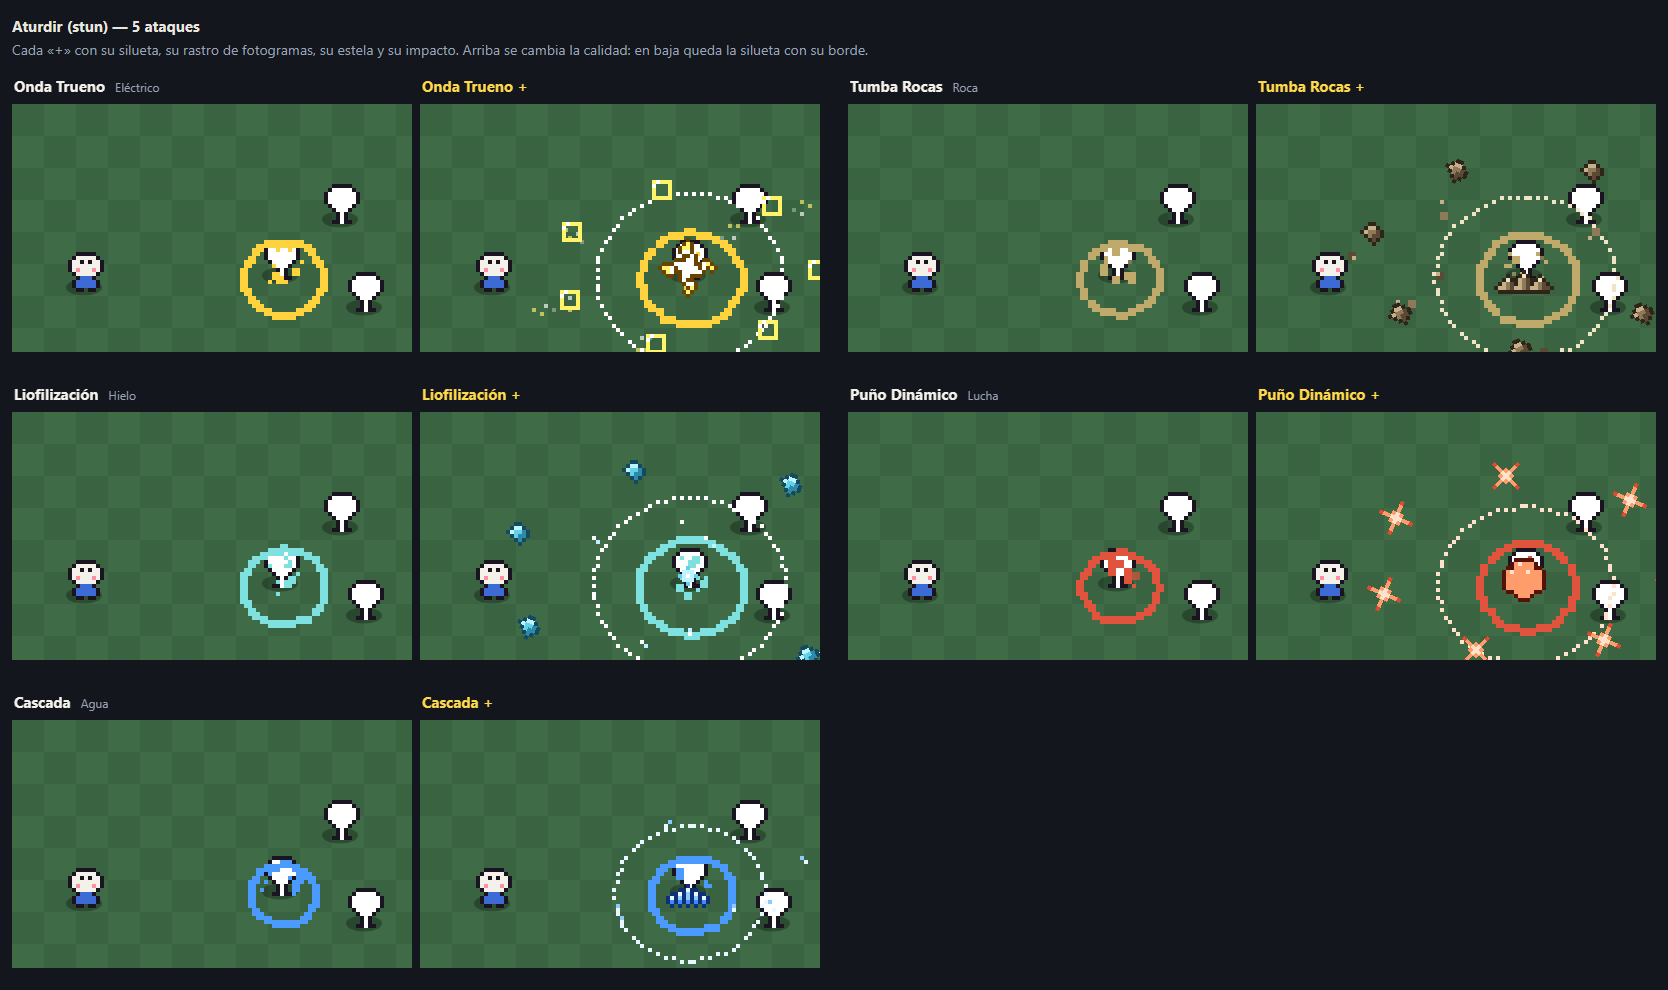 Aturdir (stun) — 5 ataques
Cada «+» con su silueta, su rastro de fotogramas, su estela y su impacto. Arriba se cambia la calidad: en baja queda la silueta con su borde.
Onda Trueno Eléctrico
Onda Trueno +
Tumba Rocas Roca
Tumba Rocas +
Liofilización Hielo
Liofilización +
Puño Dinámico Lucha
Puño Dinámico +
Cascada Agua
Cascada +